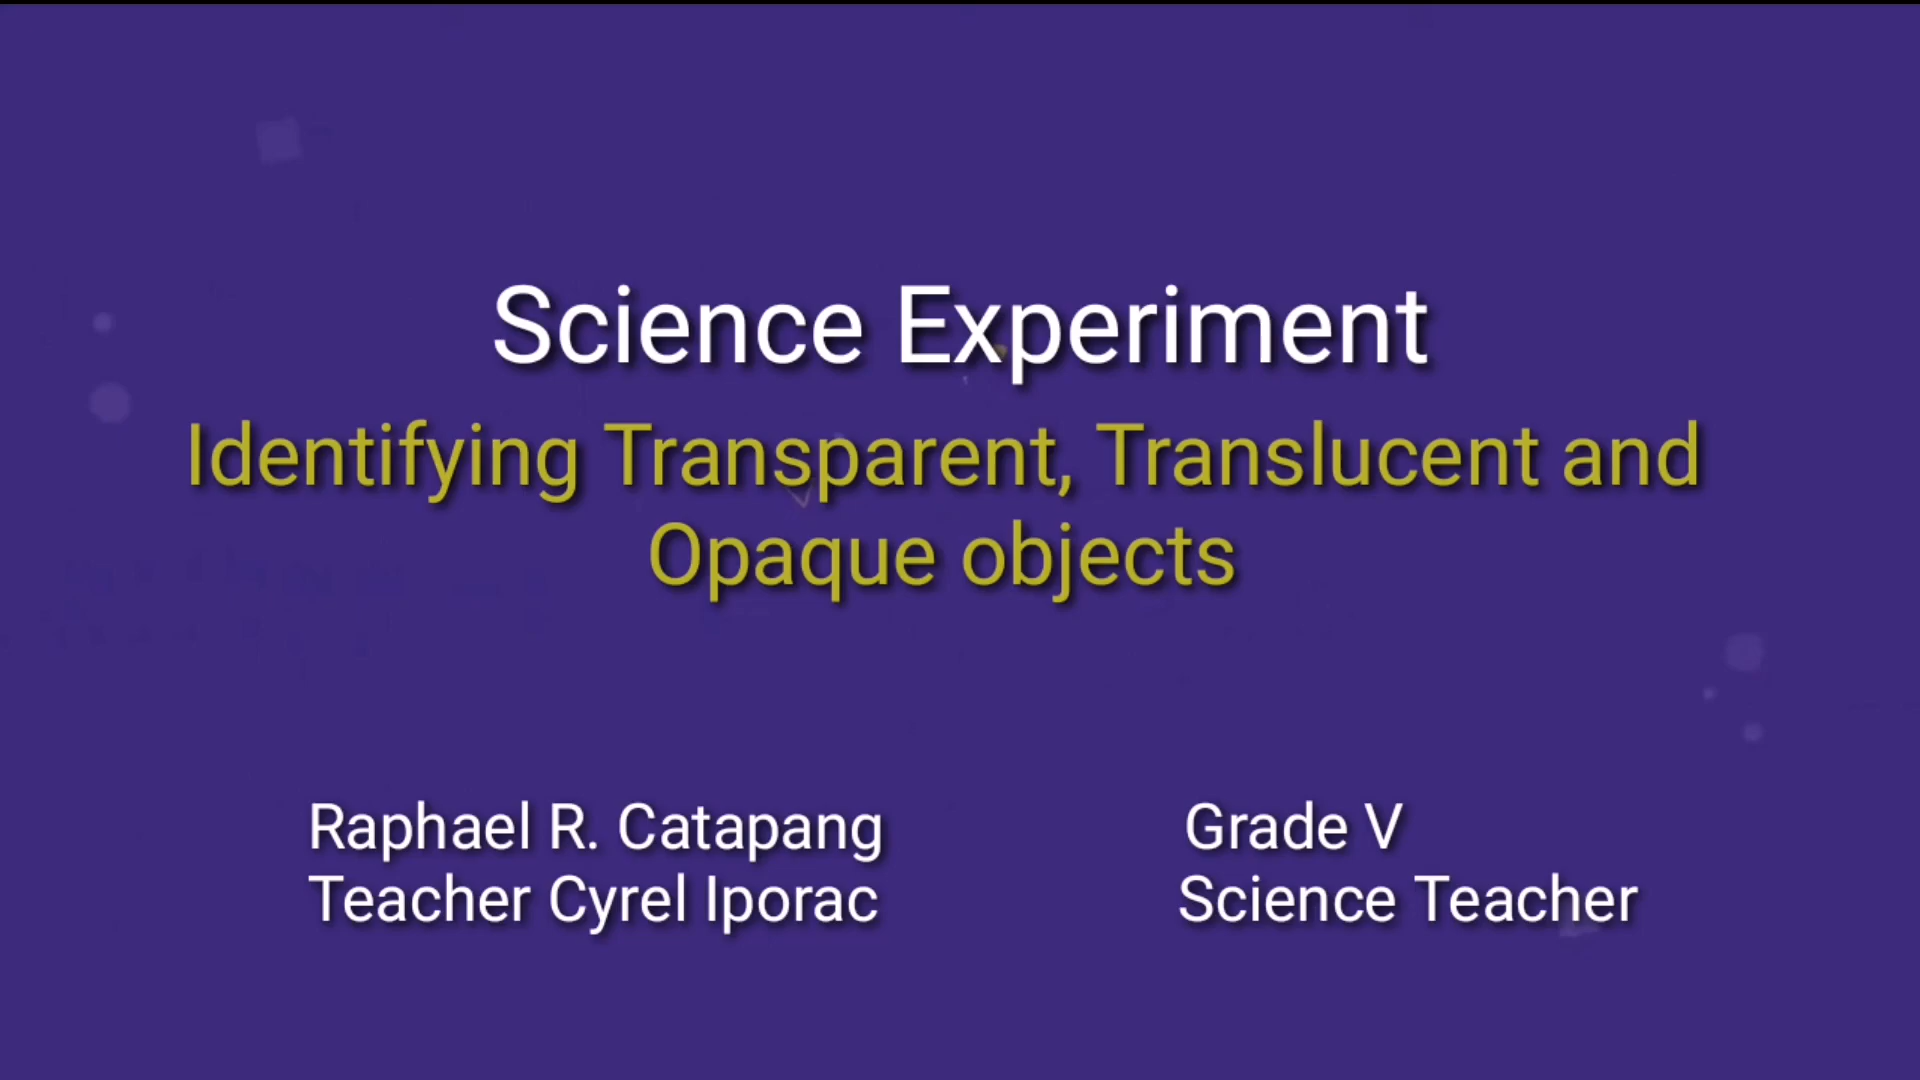 Science Experiment
Identifying Transparent, Translucent and
Opaque objects
Raphael R. Catapang
Grade V
Teacher Cyrel Iporac
Science Teacher